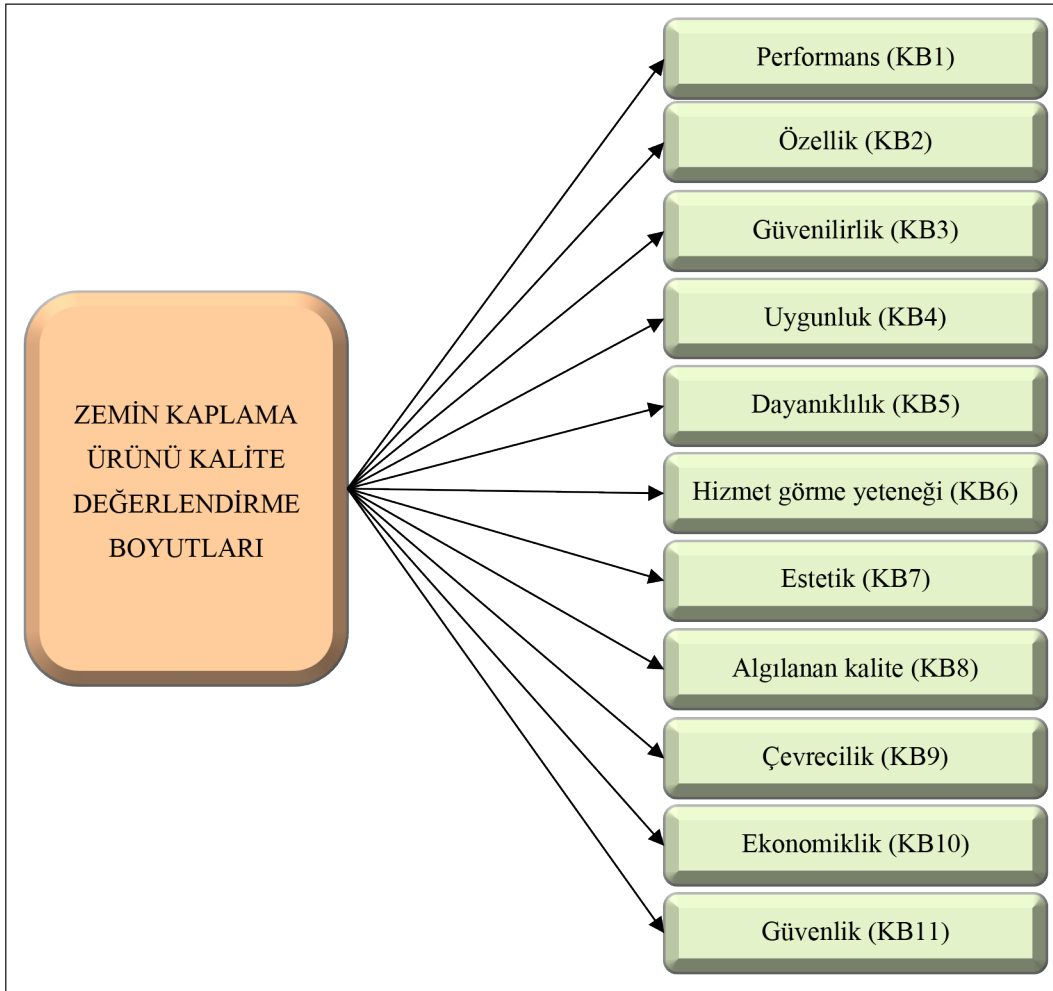 ZEMİN KAPLAMA
ÜRÜNÜ KALİTE
DEĞERLENDİRME
BOYUTLARI
Performans (KB1)
Özellik (KB2)
Güvenilirlik (KB3)
Uygunluk (KB4)
Dayanıklılık (KB5)
Hizmet görme yeteneği (KB6)
Estetik (KB7)
Algılanan kalite (KB8)
Çevrecilik (KB9)
Ekonomiklik (KB10)
Güvenlik (KB11)